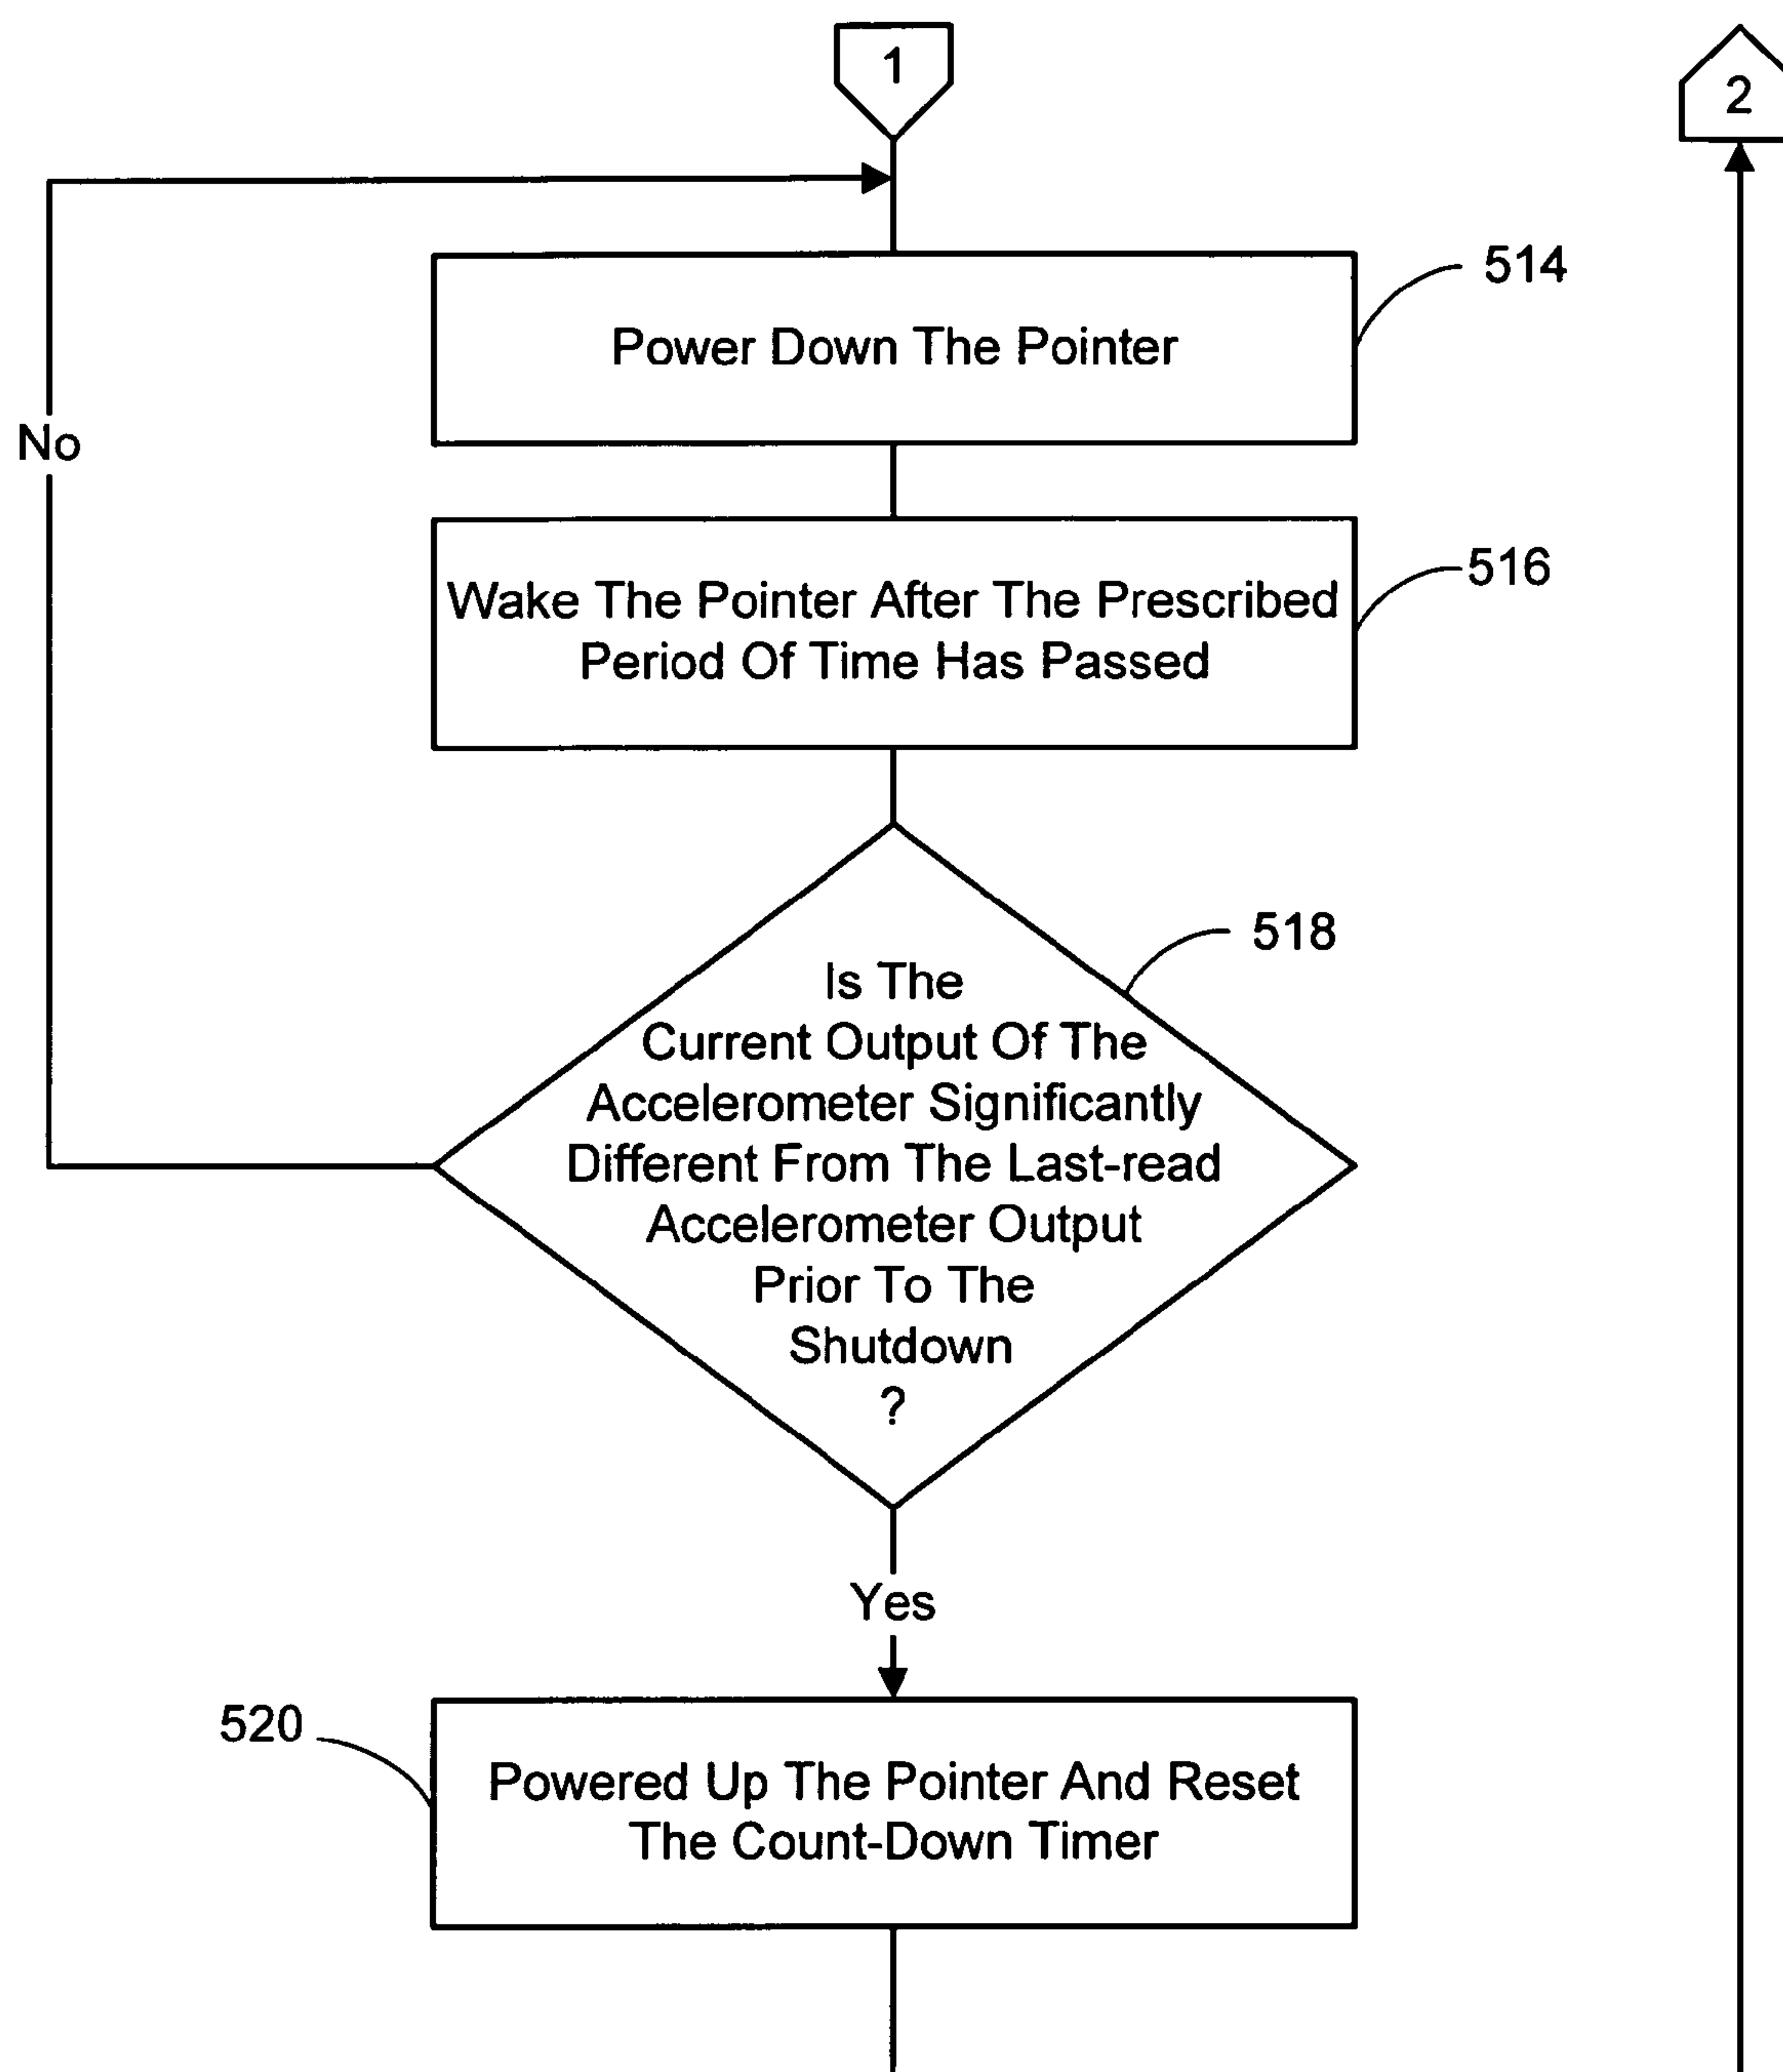 1
2
514
Power Down The Pointer
No
516
Wake The Pointer After The Prescribed
Period Of Time Has Passed
518
Is The
Current Output Of The
Accelerometer Significantly
Different From The Last-read
Accelerometer Output
Prior To The
Shutdown
?
Yes
520
Powered Up The Pointer And Reset
The Count-Down Timer